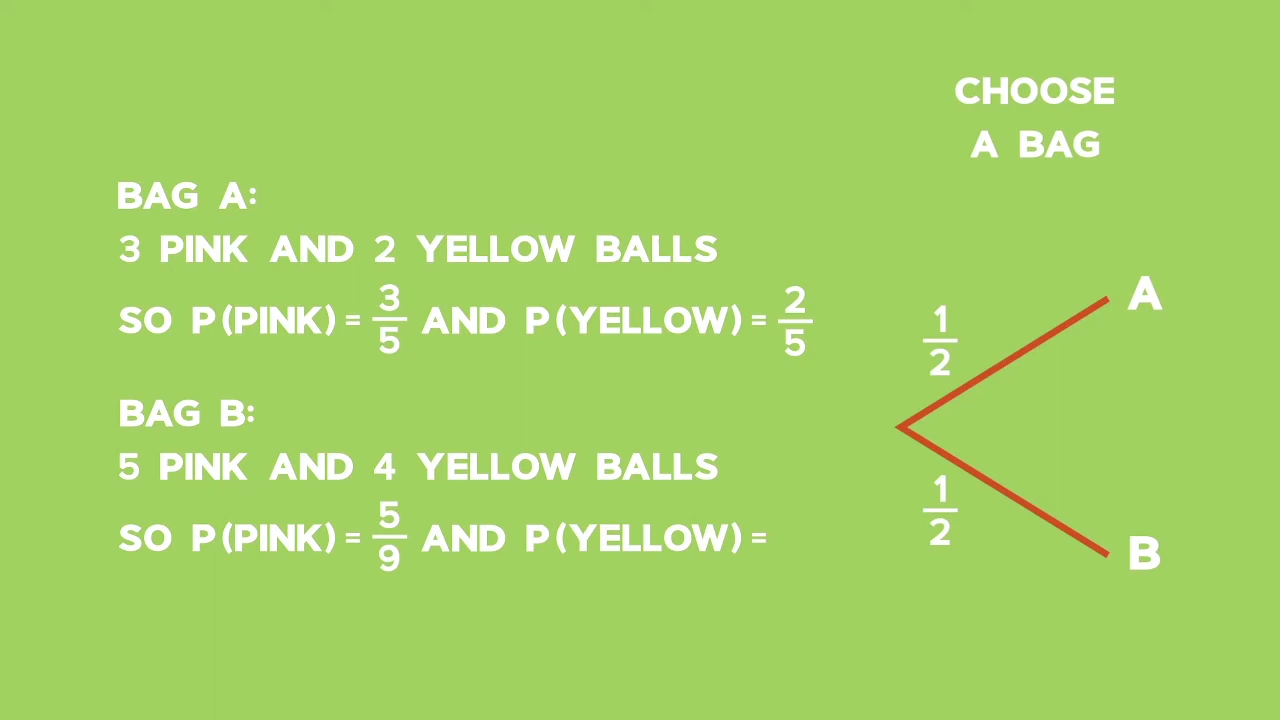 CHOOSE
A BAG
BAG A:
3 PINK AND 2 YELLOW BALLS
SO P(PINK) = 3/5 AND P(YELLOW) = 2/5
BAG B:
5 PINK AND 4 YELLOW BALLS
SO P(PINK) = 5/9 AND P(YELLOW) =
1/2
A
1/2
B